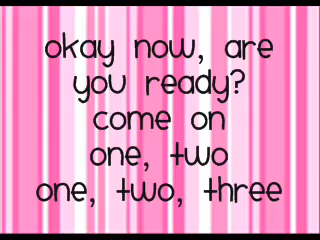 okay now, are
you ready?
come on
one, two
one, two, three